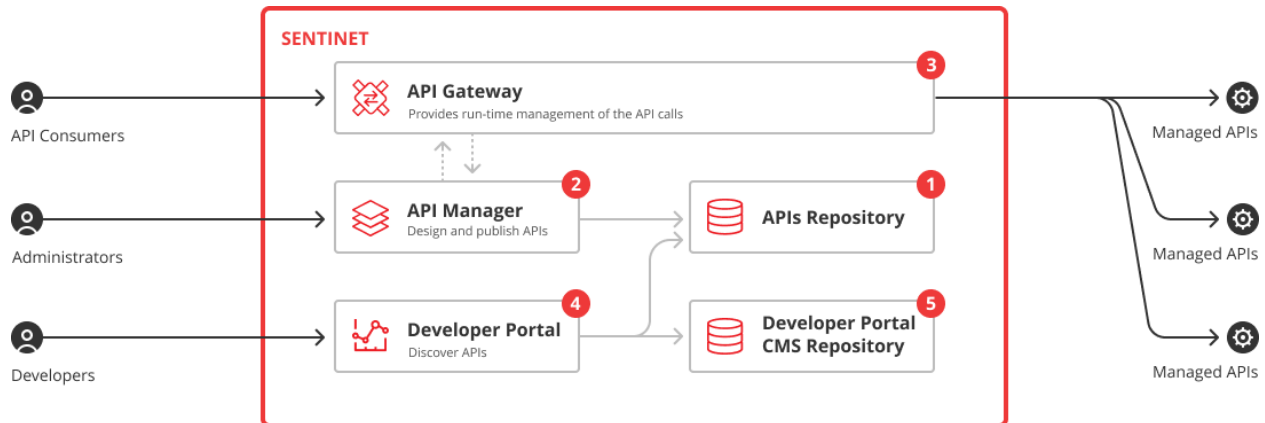 SENTINET
3
API Gateway
Provides run-time management of the API calls
API Consumers
Managed APIs
2
1
API Manager
Design and publish APIs
APIs Repository
Administrators
Managed APIs
4
5
Developer Portal
Discover APIs
Developer Portal
CMS Repository
Developers
Managed APIs